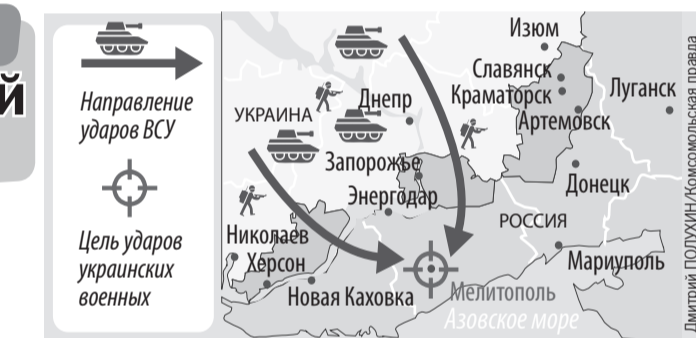 й
Направление
ударов ВСУ
Цель ударов
украинских
военных
Изюм
Славянск
Краматорск
Луганск
Артемовск
УКРАИНА
Днепр
Запорожье
Энергодар
Донецк
РОССИЯ
Николаев
Херсон
Мариуполь
Новая Каховка
Мелитополь
Азовское море
Дмитрий ПОЛУХИН/Комсомольская правда